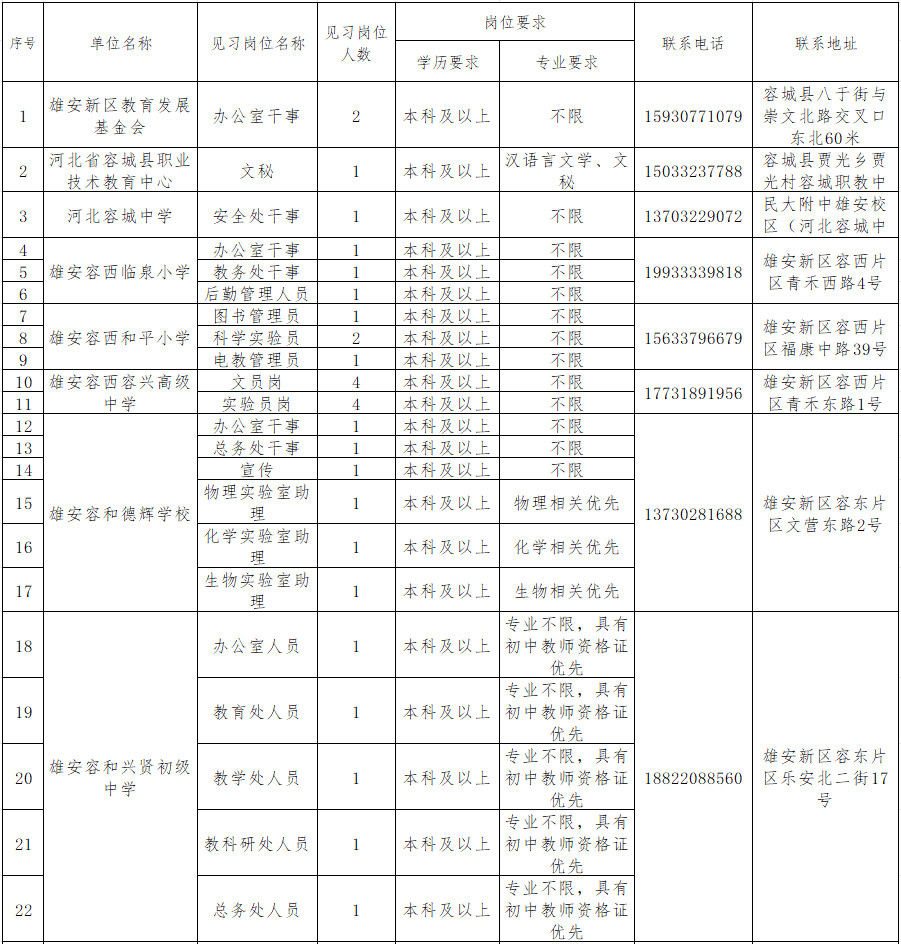 序号
单位名称
见习岗位名称
见习岗位
人数
岗位要求
学历要求
专业要求
联系电话
联系地址
1
雄安新区教育发展
基金会
办公室干事
2
本科及以上
不限
15930771079
容城县八于街与
崇文北路交叉口
东北60米
2
河北省容城县职业
技术教育中心
文秘
1
本科及以上
汉语言文学、文
秘
15033237788
容城县贾光乡贾
光村容城职教中
3
河北容城中学
安全处干事
1
本科及以上
不限
13703229072
民大附中雄安校
区（河北容城中
4
雄安容西临泉小学
办公室干事
1
本科及以上
不限
19933339818
雄安新区容西片
区青禾西路4号
5
教务处干事
1
本科及以上
不限
6
后勤管理人员
1
本科及以上
不限
7
雄安容西和平小学
图书管理员
1
本科及以上
不限
15633796679
雄安新区容西片
区福康中路39号
8
科学实验员
2
本科及以上
不限
9
电教管理员
1
本科及以上
不限
10
雄安容西容兴高级
中学
文员岗
4
本科及以上
不限
17731891956
雄安新区容西片
区青禾东路1号
11
实验员岗
4
本科及以上
不限
12
雄安容和德辉学校
办公室干事
1
本科及以上
不限
13730281688
雄安新区容东片
区文营东路2号
13
总务处干事
1
本科及以上
不限
14
宣传
1
本科及以上
不限
15
物理实验室助
理
1
本科及以上
物理相关优先
16
化学实验室助
理
1
本科及以上
化学相关优先
17
生物实验室助
理
1
本科及以上
生物相关优先
18
雄安容和兴贤初级
中学
办公室人员
1
本科及以上
专业不限，具有
初中教师资格证
优先
18822088560
雄安新区容东片
区乐安北二街17
号
19
教育处人员
1
本科及以上
专业不限，具有
初中教师资格证
优先
20
教学处人员
1
本科及以上
专业不限，具有
初中教师资格证
优先
21
教科研处人员
1
本科及以上
专业不限，具有
初中教师资格证
优先
22
总务处人员
1
本科及以上
专业不限，具有
初中教师资格证
优先